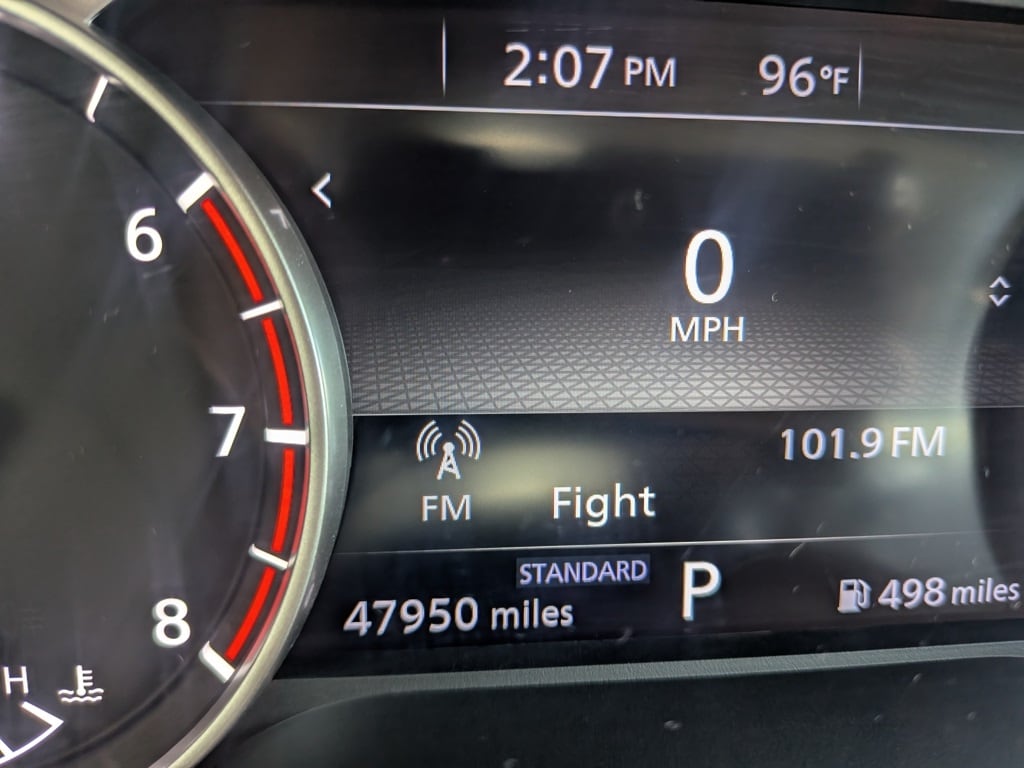 2:07 PM 96°F
6
0
MPH
7
101.9 FM
FM Fight
STANDARD
P
47950 miles
498 miles
8
H